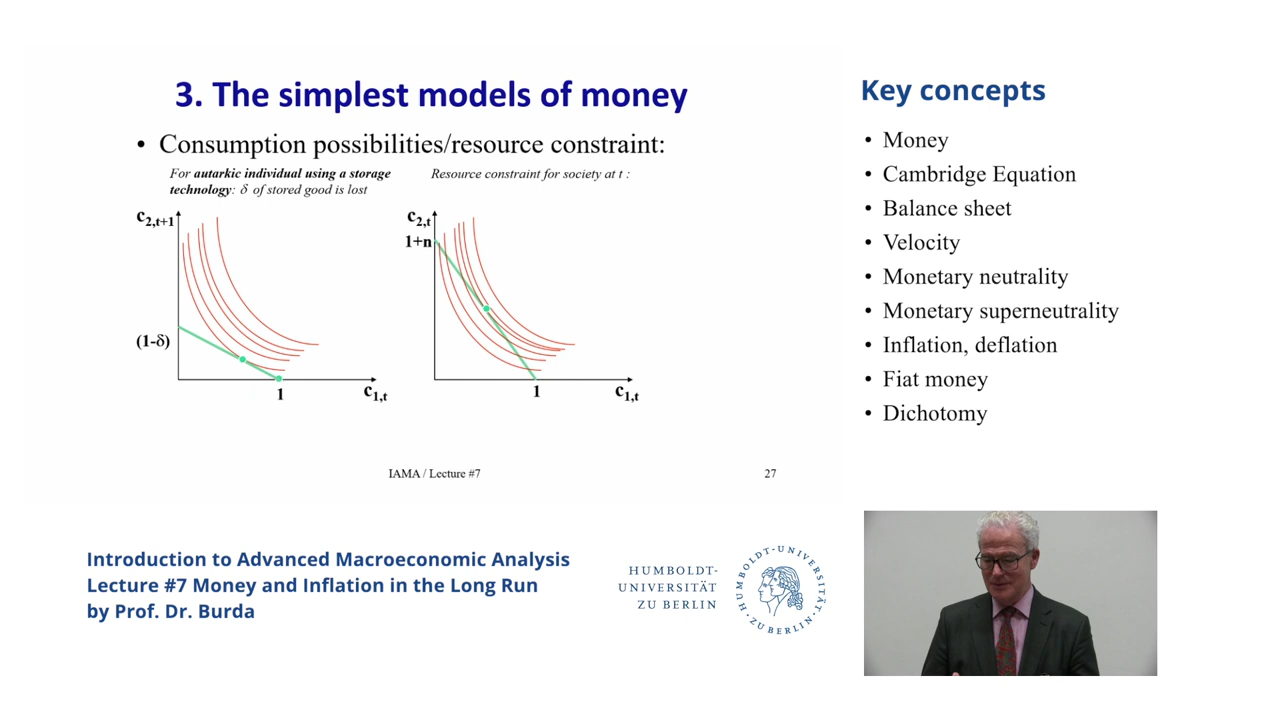 3. The simplest models of money
• Consumption possibilities/resource constraint:
For autarkic individual using a storage
technology: δ of stored good is lost
Resource constraint for society at t :
c2,t+1
(1-δ)
1
c1,t
c2,t
1+n
1
c1,t
IAMA / Lecture #7
27
Key concepts
• Money
• Cambridge Equation
• Balance sheet
• Velocity
• Monetary neutrality
• Monetary superneutrality
• Inflation, deflation
• Fiat money
• Dichotomy
Introduction to Advanced Macroeconomic Analysis
Lecture #7 Money and Inflation in the Long Run
by Prof. Dr. Burda
HUMBOLDT-
UNIVERSITÄT
ZU BERLIN
HUMBOLDT-UNIVERSITÄT
ZU BERLIN